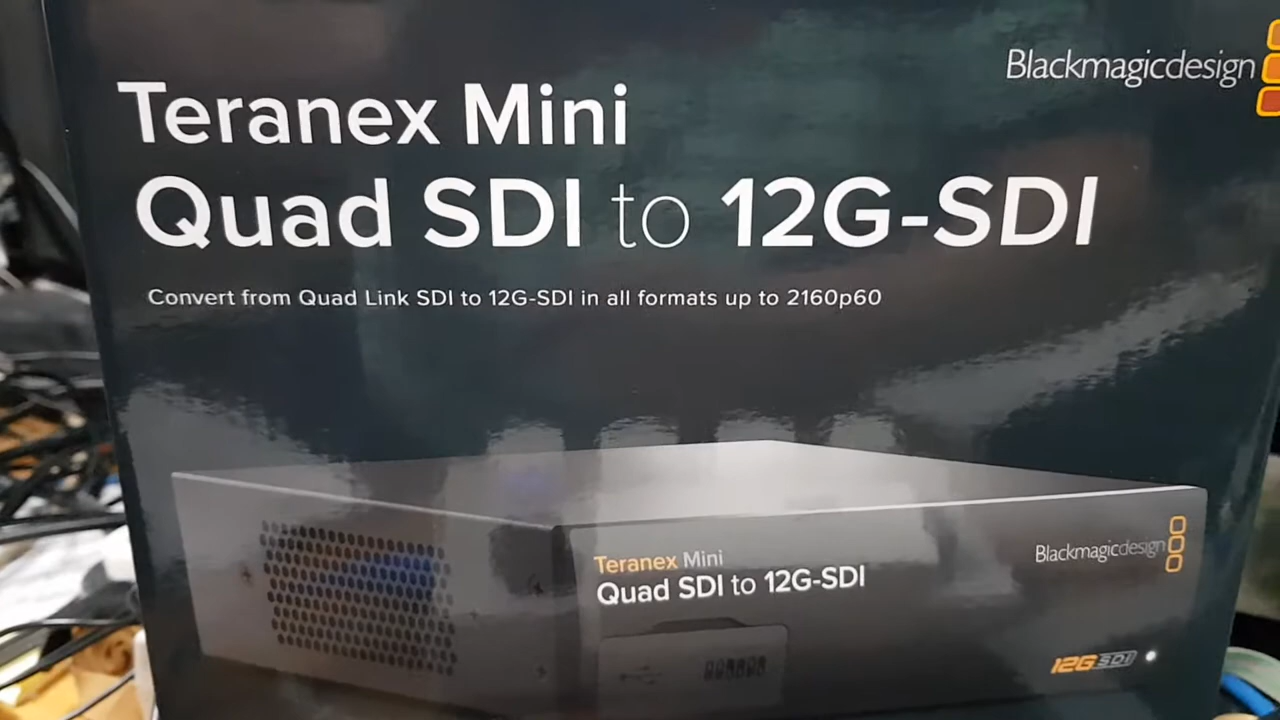 Blackmagicdesign
Teranex Mini
Quad SDI to 12G-SDI
Convert from Quad Link SDI to 12G-SDI in all formats up to 2160p60
Teranex Mini
Quad SDI to 12G-SDI
Blackmagicdesign
12G SDI